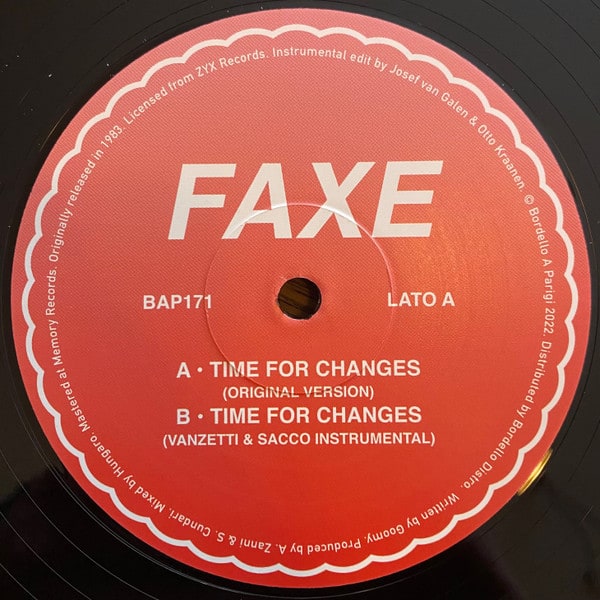 FAXE
BAP171
LATO A
A • TIME FOR CHANGES
(ORIGINAL VERSION)
B • TIME FOR CHANGES
(VANZETTI & SACCO INSTRUMENTAL)
Written by Goomy. Produced by A. Zanni & S. Cundari. Mixed by Hungaro. Mastered at Memory Records. Originally released in 1983. Licensed from ZYX Records. Instrumental edit by Josef van Galen & Otto Kraanen. © Bordello A Parigi 2022. Distributed by Bordello Distro.